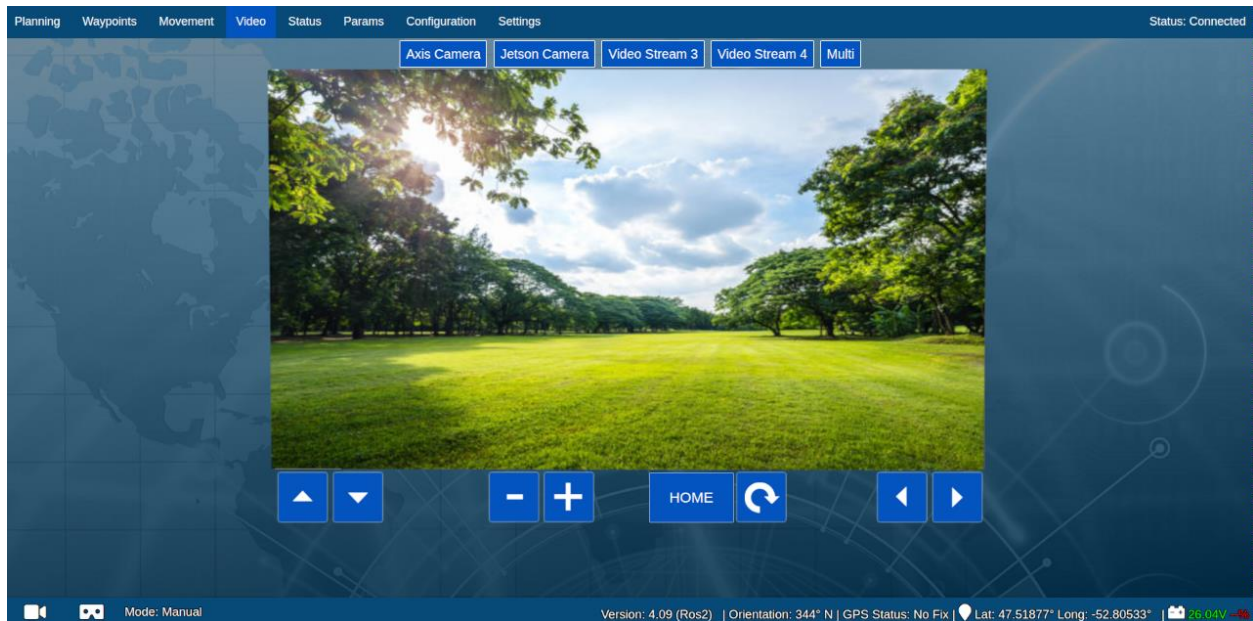 Planning Waypoints Movement Video Status Params Configuration Settings Status: Connected
Axis Camera Jetson Camera Video Stream 3 Video Stream 4 Multi
HOME
Mode: Manual Version: 4.09 (Ros2) | Orientation: 344° N | GPS Status: No Fix | Lat: 47.51877° Long: -52.80533° | 26.04V --%